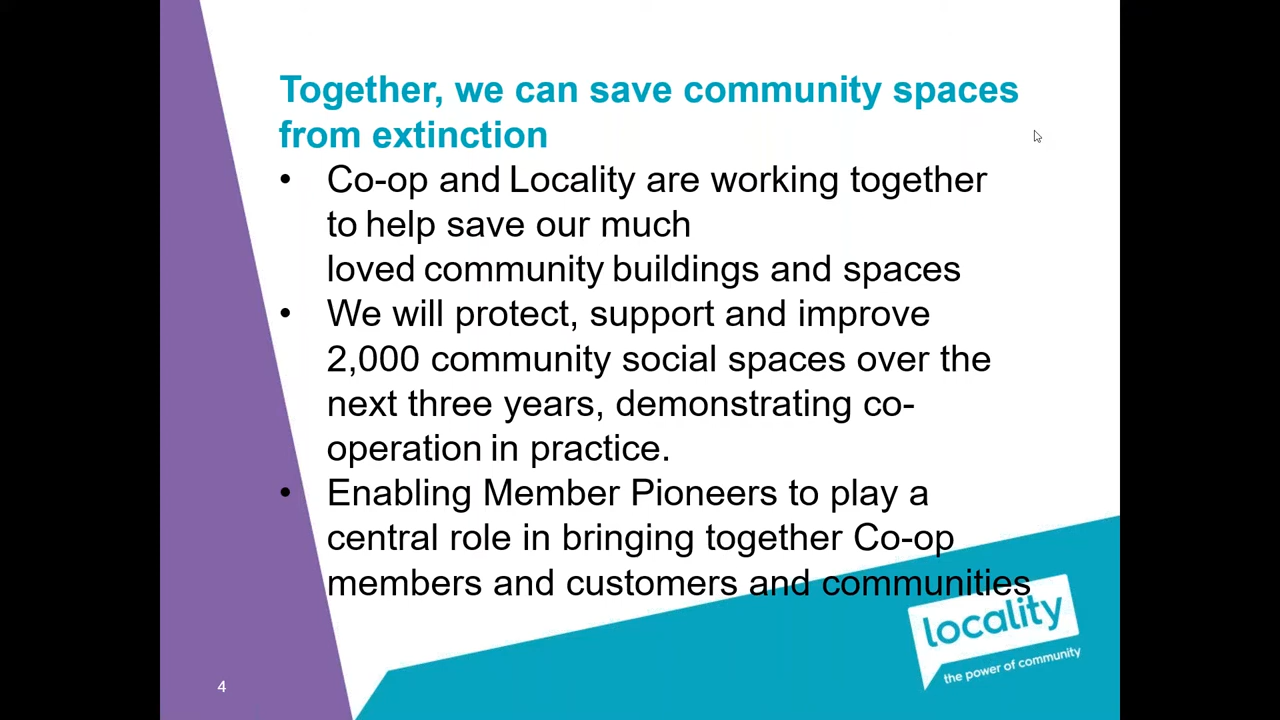 Together, we can save community spaces
from extinction
• Co-op and Locality are working together
to help save our much
loved community buildings and spaces
• We will protect, support and improve
2,000 community social spaces over the
next three years, demonstrating co-
operation in practice.
• Enabling Member Pioneers to play a
central role in bringing together Co-op
members and customers and communities
locality
the power of community
4